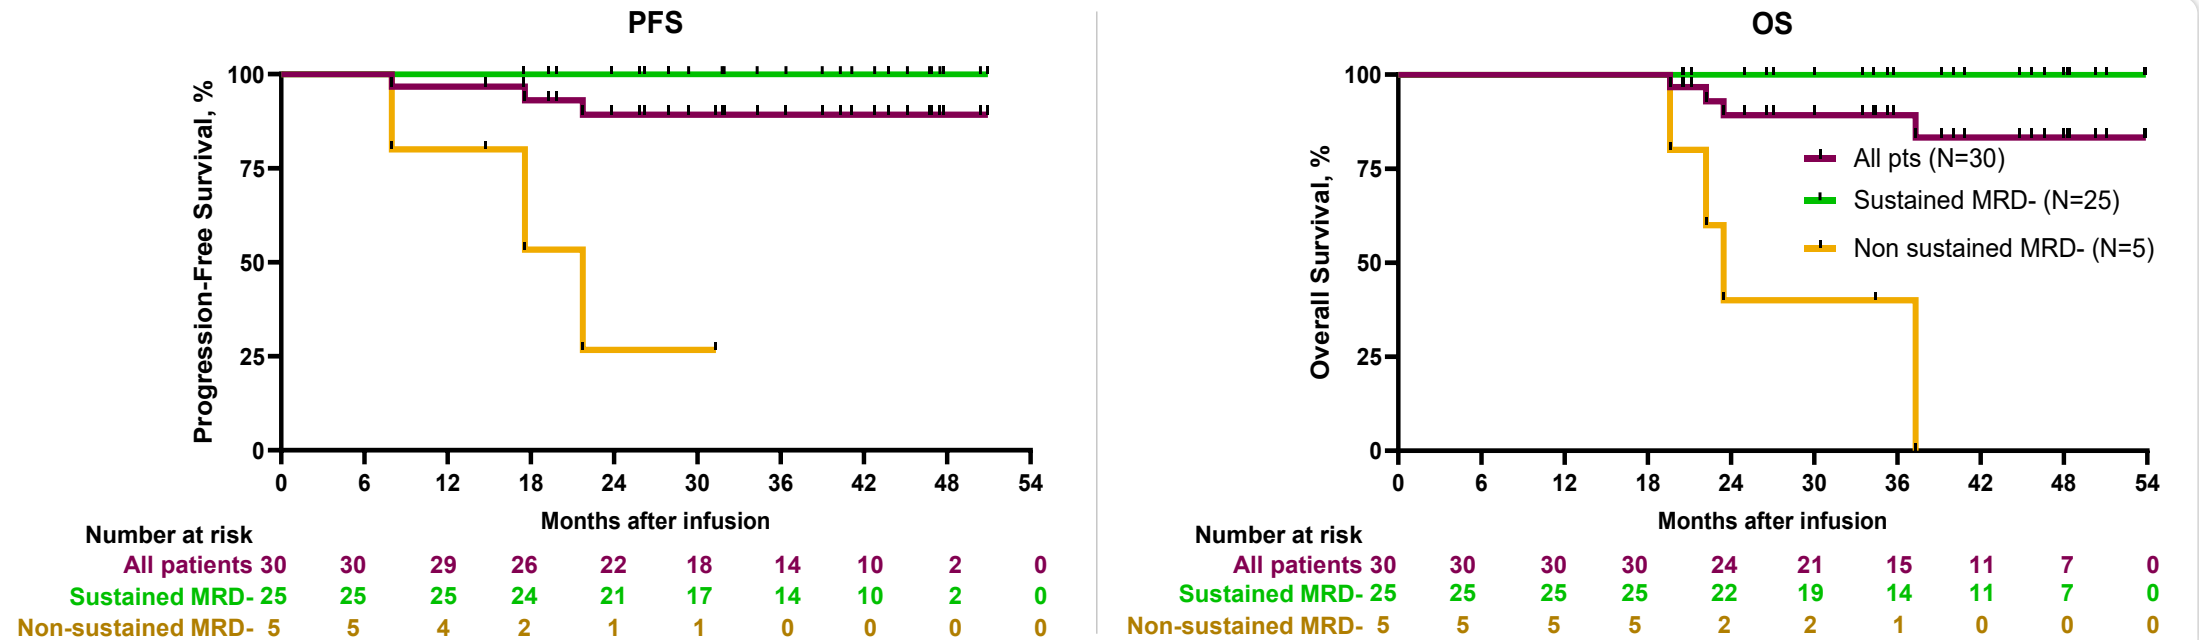 PFS
Progression-Free Survival, %
100
75
50
25
0
0 6 12 18 24 30 36 42 48 54
Months after infusion
Number at risk
All patients 30 30 29 26 22 18 14 10 2 0
Sustained MRD- 25 25 25 24 21 17 14 10 2 0
Non-sustained MRD- 5 5 4 2 1 1 0 0 0 0
OS
Overall Survival, %
100
75
50
25
0
All pts (N=30)
Sustained MRD- (N=25)
Non sustained MRD- (N=5)
0 6 12 18 24 30 36 42 48 54
Months after infusion
Number at risk
All patients 30 30 30 30 24 21 15 11 7 0
Sustained MRD- 25 25 25 25 22 19 14 11 7 0
Non-sustained MRD- 5 5 5 5 2 2 1 0 0 0